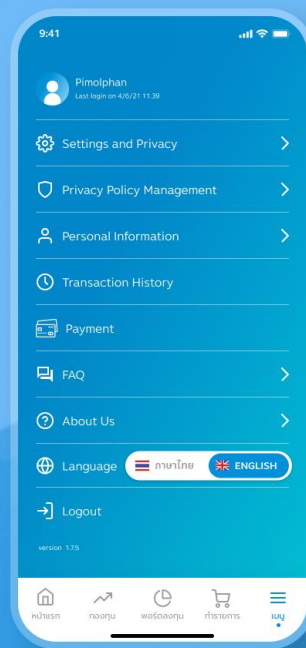 9:41
Pimolphan
Last login on 4/6/21 11:39
Settings and Privacy
Privacy Policy Management
Personal Information
Transaction History
Payment
FAQ
About Us
Language ภาษาไทย ENGLISH
Logout
version 1.7.5
หน้าแรก กองทุน พอร์ตลงทุน ทำรายการ เมนู